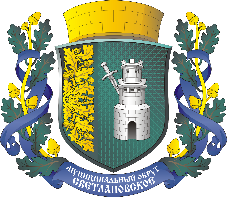 МУНИЦИПАЛЬНЫЙ ОКРУГ
СВЕТЛАНОВСКОЕ